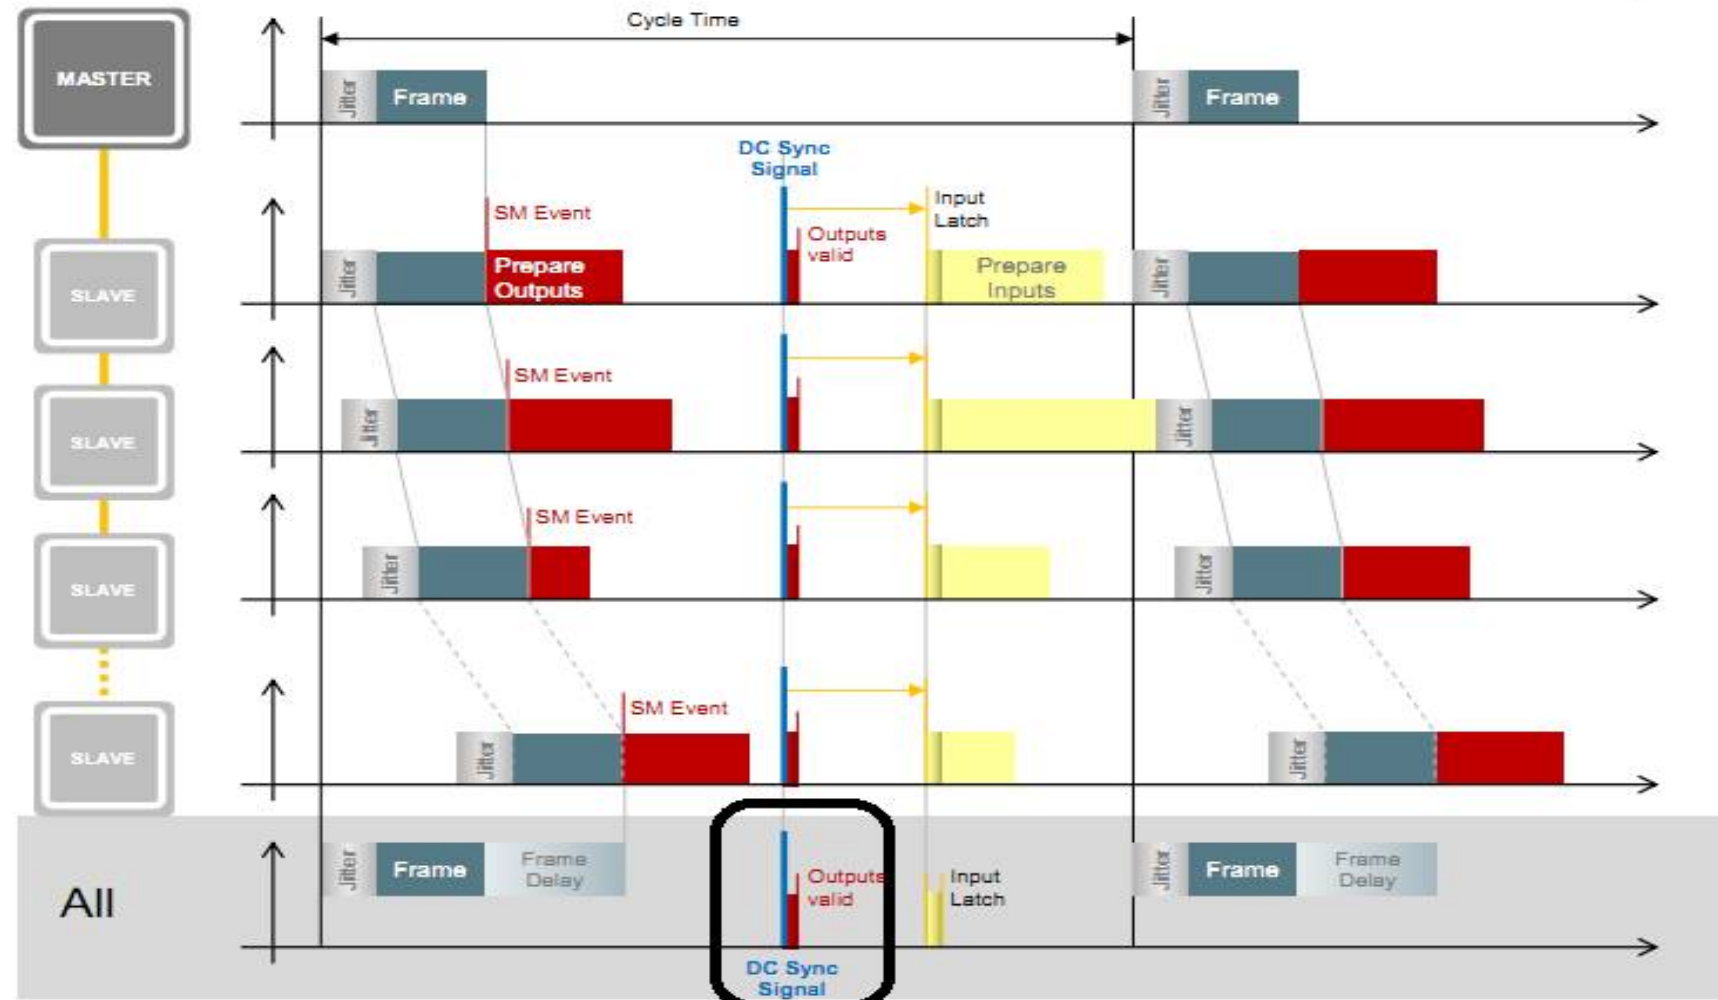 Cycle Time
MASTER
Jitter
Frame
Jitter
Frame
DC Sync
Signal
SM Event
Input
Latch
Outputs
valid
SLAVE
Jitter
Prepare
Outputs
Prepare
Inputs
Jitter
SM Event
SLAVE
Jitter
Jitter
SM Event
SLAVE
Jitter
Jitter
SM Event
SLAVE
Jitter
Jitter
All
Jitter
Frame
Frame
Delay
Outputs
valid
Input
Latch
Jitter
Frame
Frame
Delay
DC Sync
Signal